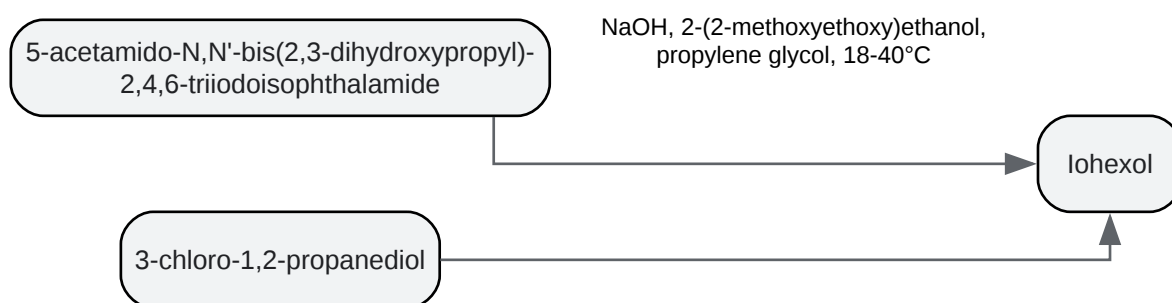 NaOH, 2-(2-methoxyethoxy)ethanol,
propylene glycol, 18-40°C
5-acetamido-N,N'-bis(2,3-dihydroxypropyl)-
2,4,6-triiodoisophthalamide
Iohexol
3-chloro-1,2-propanediol